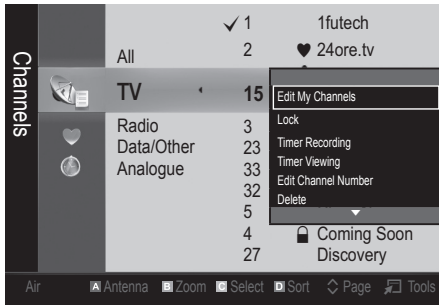 Channels
1 1futech
All 2 24ore.tv
TV 15
Radio 3
Data/Other 23
Analogue 33
32
5
4 Coming Soon
27 Discovery
Edit My Channels
Lock
Timer Recording
Timer Viewing
Edit Channel Number
Delete
Air A Antenna B Zoom C Select D Sort Page Tools